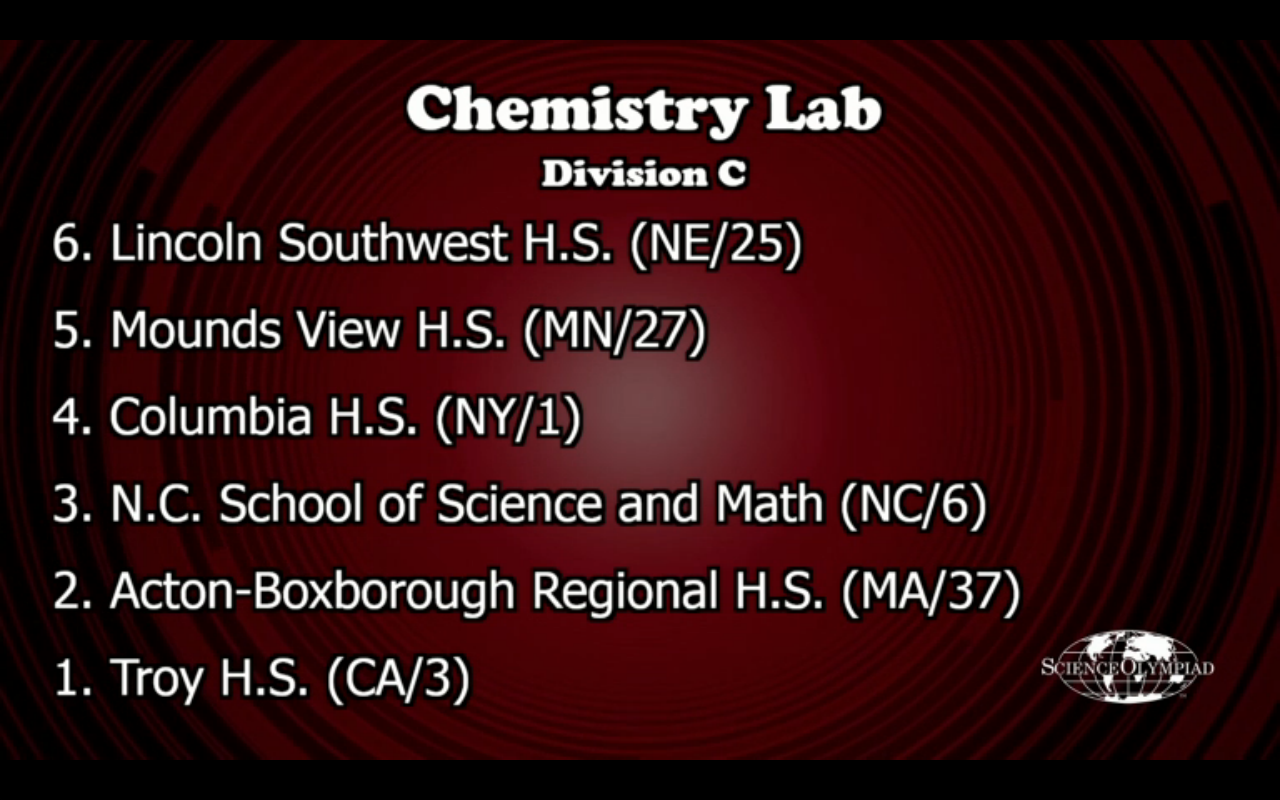 Chemistry Lab
Division C
6. Lincoln Southwest H.S. (NE/25)
5. Mounds View H.S. (MN/27)
4. Columbia H.S. (NY/1)
3. N.C. School of Science and Math (NC/6)
2. Acton-Boxborough Regional H.S. (MA/37)
1. Troy H.S. (CA/3)
SCIENCE OLYMPIAD